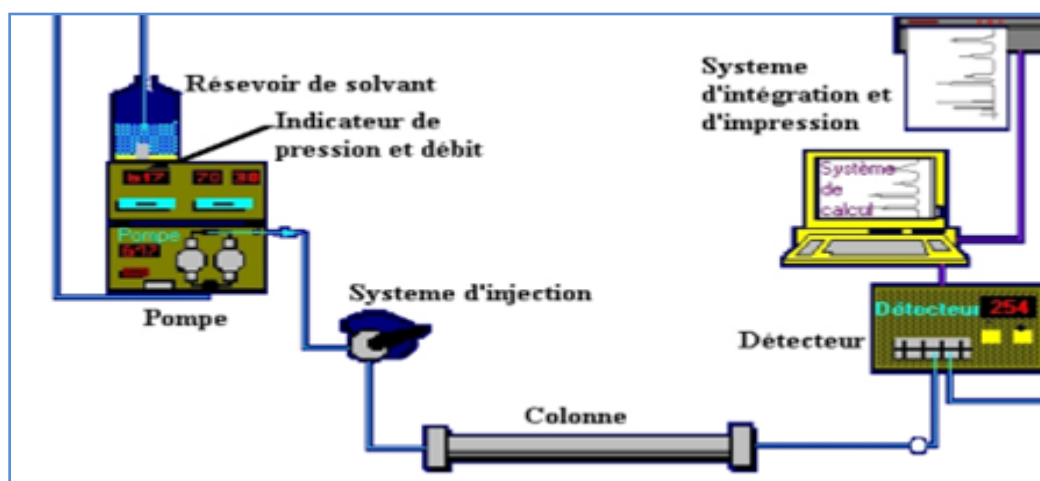 Résevoir de solvant
Indicateur de
pression et débit
70 38
Pompe
Pompe
Systeme d'injection
Colonne
Systeme
d'intégration et
d'impression
Système
de
calcul
Détecteur 254
Détecteur